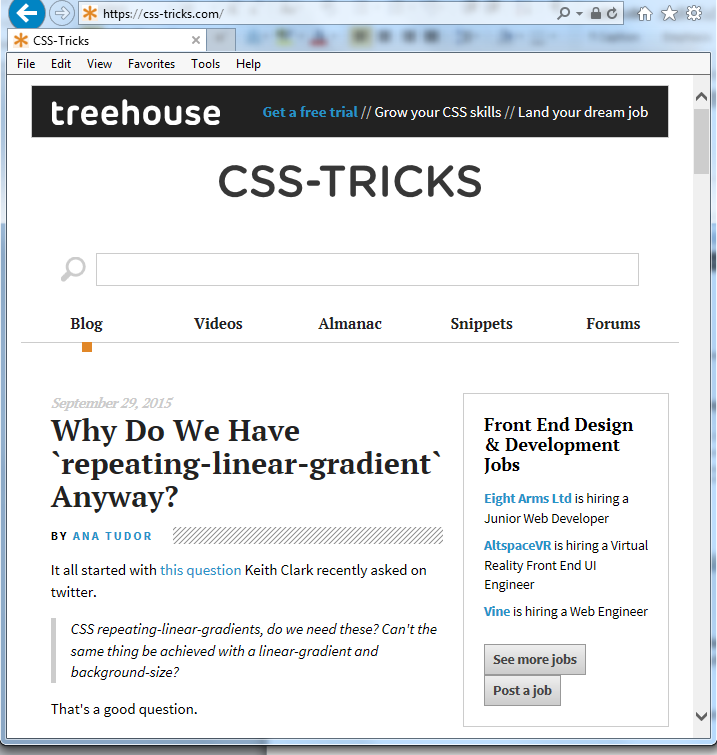 https://css-tricks.com/
CSS-Tricks
File Edit View Favorites Tools Help
treehouse Get a free trial // Grow your CSS skills // Land your dream job
CSS-TRICKS
Blog Videos Almanac Snippets Forums
September 29, 2015
Why Do We Have
`repeating-linear-gradient`
Anyway?
BY ANA TUDOR
It all started with this question Keith Clark recently asked on
twitter.
CSS repeating-linear-gradients, do we need these? Can't the
same thing be achieved with a linear-gradient and
background-size?
That's a good question.
Front End Design
& Development
Jobs
Eight Arms Ltd is hiring a
Junior Web Developer
AltspaceVR is hiring a Virtual
Reality Front End UI
Engineer
Vine is hiring a Web Engineer
See more jobs
Post a job